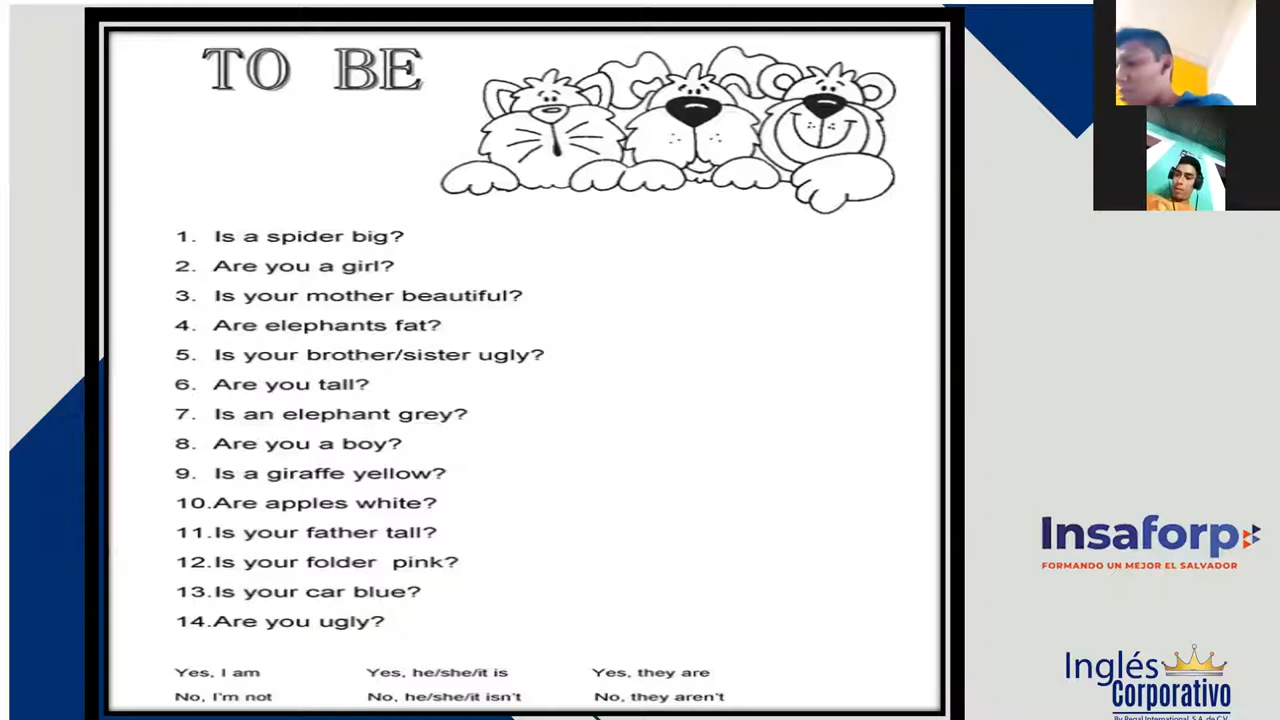 TO BE
1. Is a spider big?
2. Are you a girl?
3. Is your mother beautiful?
4. Are elephants fat?
5. Is your brother/sister ugly?
6. Are you tall?
7. Is an elephant grey?
8. Are you a boy?
9. Is a giraffe yellow?
10.Are apples white?
11.Is your father tall?
12.Is your folder pink?
13.Is your car blue?
14.Are you ugly?
Yes, I am Yes, he/she/it is Yes, they are
No, I'm not No, he/she/it isn't No, they aren't
Insaforp
FORMANDO UN MEJOR EL SALVADOR
Inglés
Corporativo
By Regal International, S.A. de C.V.